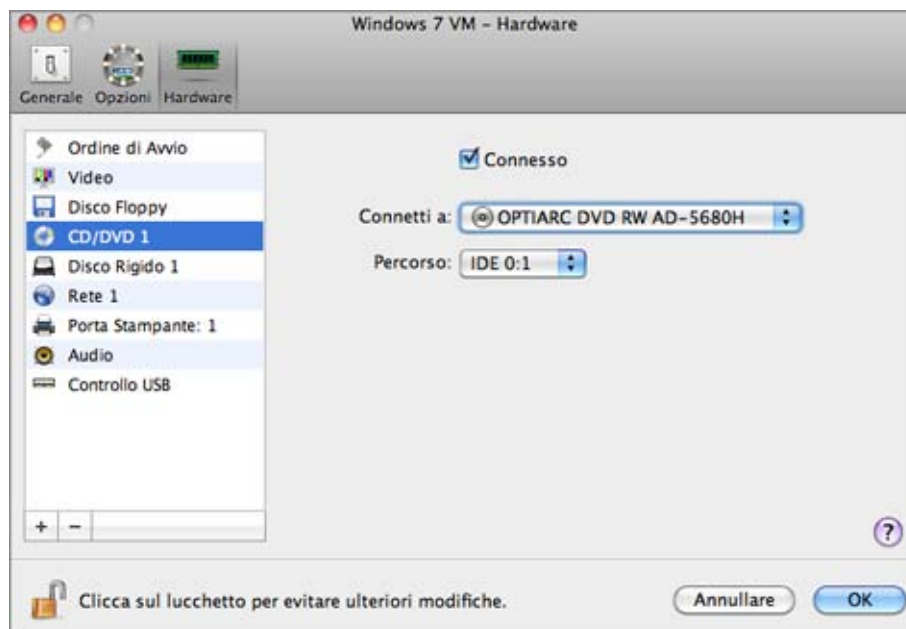 Windows 7 VM – Hardware
Generale Opzioni Hardware
Ordine di Avvio
Video
Disco Floppy
CD/DVD 1
Disco Rigido 1
Rete 1
Porta Stampante: 1
Audio
Controllo USB
Connesso
Connetti a: OPTIARC DVD RW AD-5680H
Percorso: IDE 0:1
+ −
?
Clicca sul lucchetto per evitare ulteriori modifiche.
Annullare OK